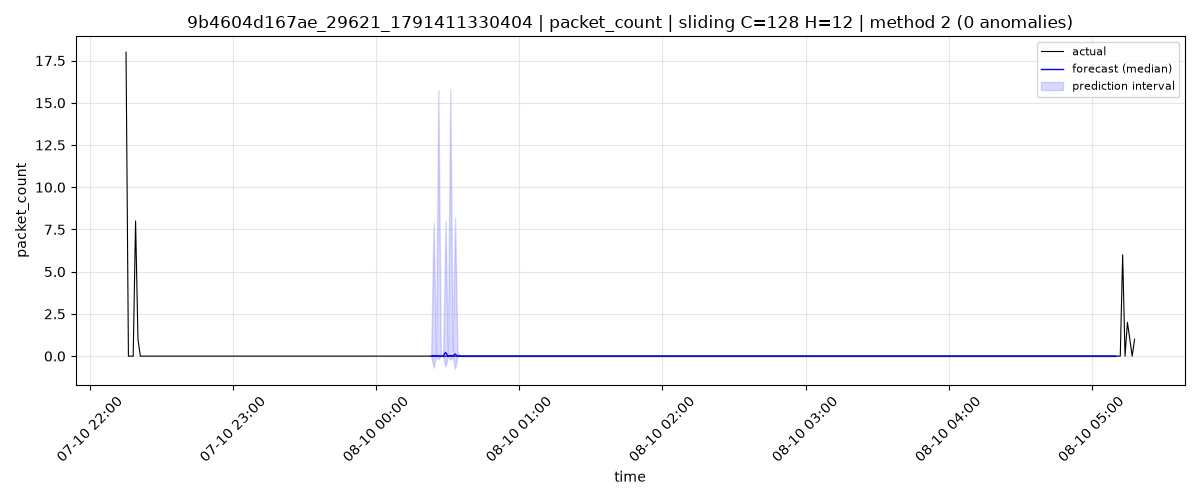 9b4604d167ae_29621_1791411330404 | packet_count | sliding C=128 H=12 | method 2 (0 anomalies)
actual
forecast (median)
prediction interval
packet_count
17.5
15.0
12.5
10.0
7.5
5.0
2.5
0.0
07-10 22:00
07-10 23:00
08-10 00:00
08-10 01:00
08-10 02:00
08-10 03:00
08-10 04:00
08-10 05:00
time